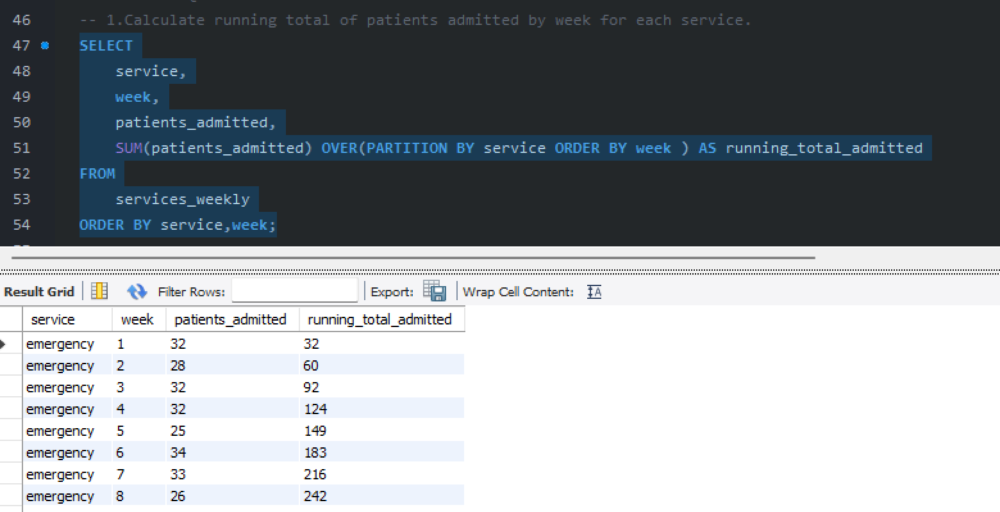 46 -- 1.Calculate running total of patients admitted by week for each service.
47 SELECT
48 service,
49 week,
50 patients_admitted,
51 SUM(patients_admitted) OVER(PARTITION BY service ORDER BY week ) AS running_total_admitted
52 FROM
53 services_weekly
54 ORDER BY service,week;
Result Grid Filter Rows: Export: Wrap Cell Content: IA
service week patients_admitted running_total_admitted
emergency 1 32 32
emergency 2 28 60
emergency 3 32 92
emergency 4 32 124
emergency 5 25 149
emergency 6 34 183
emergency 7 33 216
emergency 8 26 242